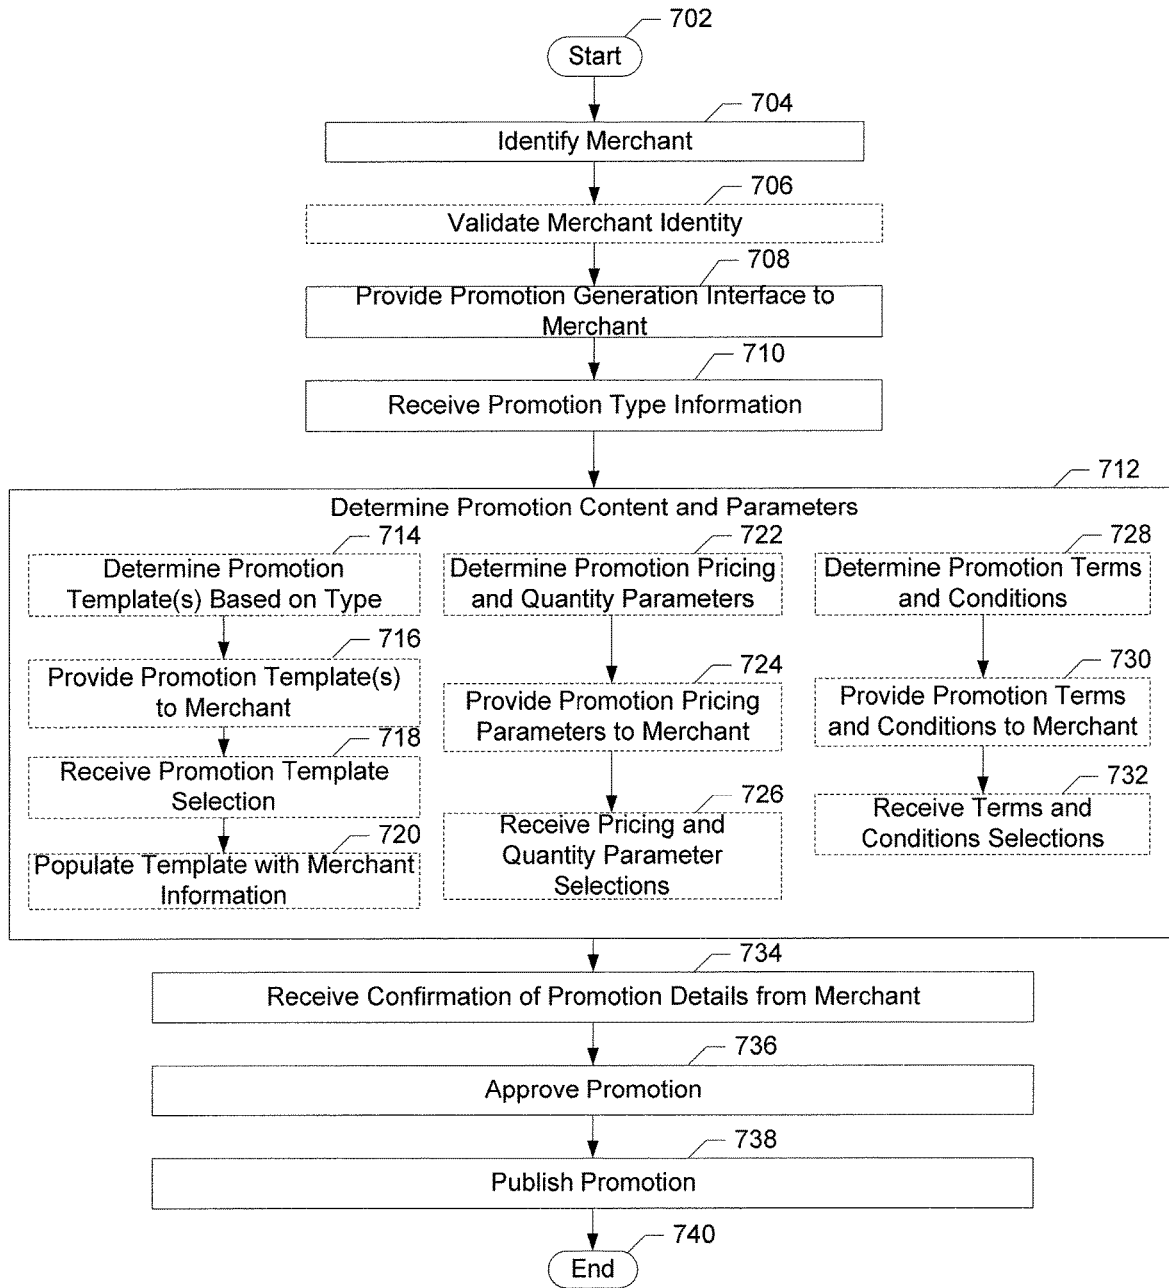 702
Start
704
Identify Merchant
706
Validate Merchant Identity
708
Provide Promotion Generation Interface to
Merchant
710
Receive Promotion Type Information
712
Determine Promotion Content and Parameters
714
Determine Promotion
Template(s) Based on Type
716
Provide Promotion Template(s)
to Merchant
718
Receive Promotion Template
Selection
720
Populate Template with Merchant
Information
722
Determine Promotion Pricing
and Quantity Parameters
724
Provide Promotion Pricing
Parameters to Merchant
726
Receive Pricing and
Quantity Parameter
Selections
728
Determine Promotion Terms
and Conditions
730
Provide Promotion Terms
and Conditions to Merchant
732
Receive Terms and
Conditions Selections
734
Receive Confirmation of Promotion Details from Merchant
736
Approve Promotion
738
Publish Promotion
740
End